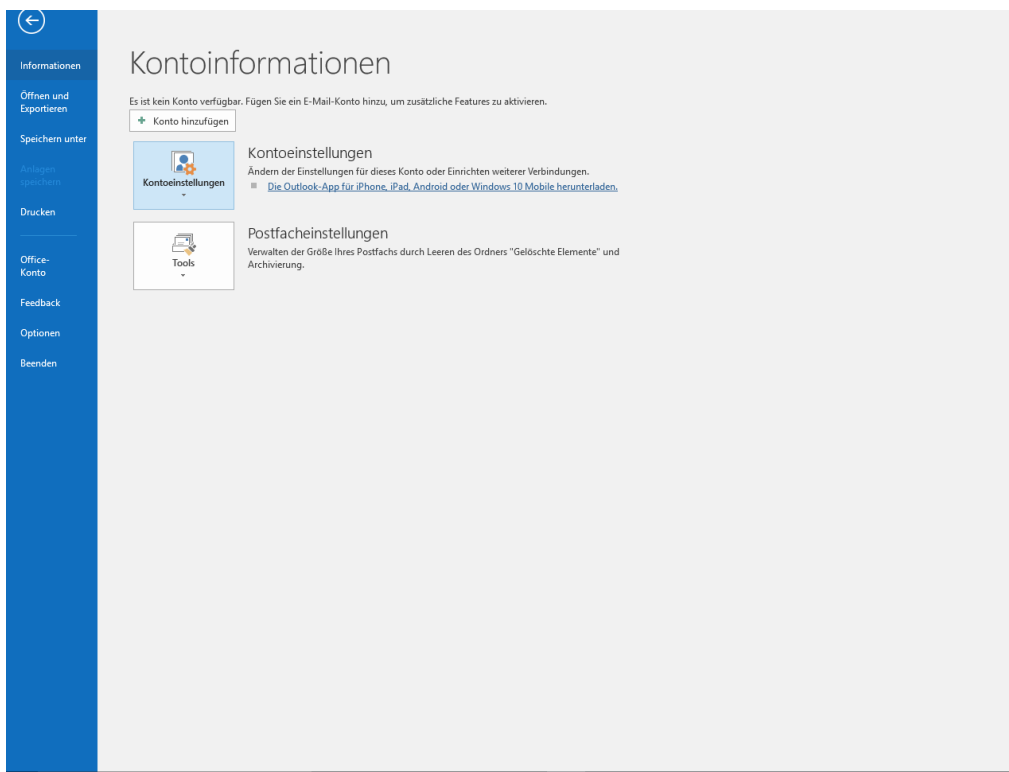 Informationen
Öffnen und
Exportieren
Speichern unter
Anlagen
speichern
Drucken
Office-
Konto
Feedback
Optionen
Beenden
Kontoinformationen
Es ist kein Konto verfügbar. Fügen Sie ein E-Mail-Konto hinzu, um zusätzliche Features zu aktivieren.
Konto hinzufügen
Kontoeinstellungen
Kontoeinstellungen
Ändern der Einstellungen für dieses Konto oder Einrichten weiterer Verbindungen.
Die Outlook-App für iPhone, iPad, Android oder Windows 10 Mobile herunterladen.
Tools
Postfacheinstellungen
Verwalten der Größe Ihres Postfachs durch Leeren des Ordners "Gelöschte Elemente" und
Archivierung.